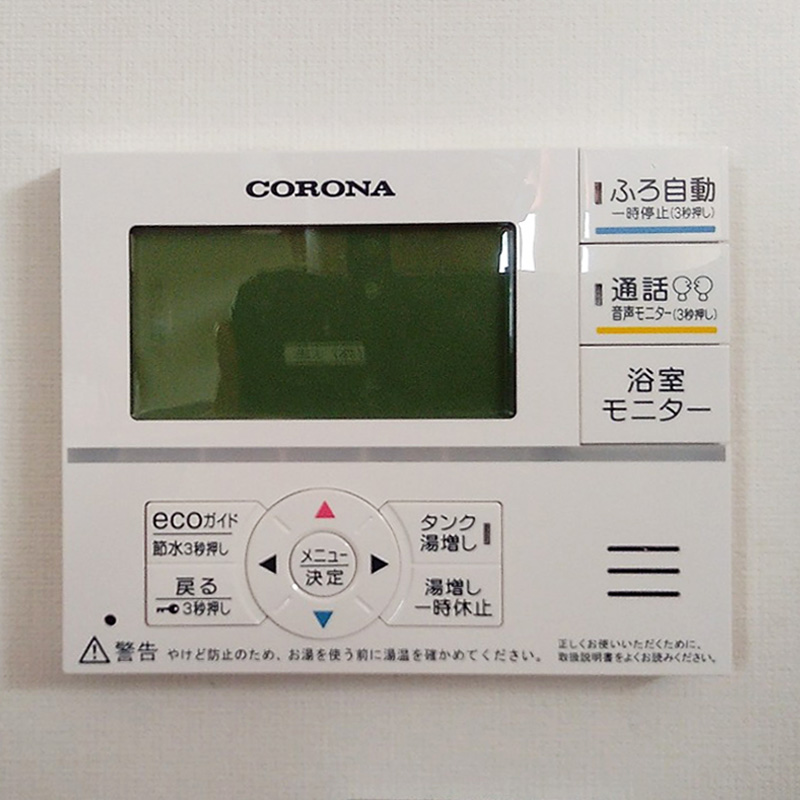 CORONA
ふろ自動
一時停止(3秒押し)
通話
音声モニター(3秒押し)
浴室
モニター
ecoガイド
節水3秒押し
戻る
3秒押し
メニュー
決定
タンク
湯増し
湯増し
一時休止
警告 やけど防止のため、お湯を使う前に湯温を確かめてください。
正しくお使いいただくために、
取扱説明書をよくお読みください。